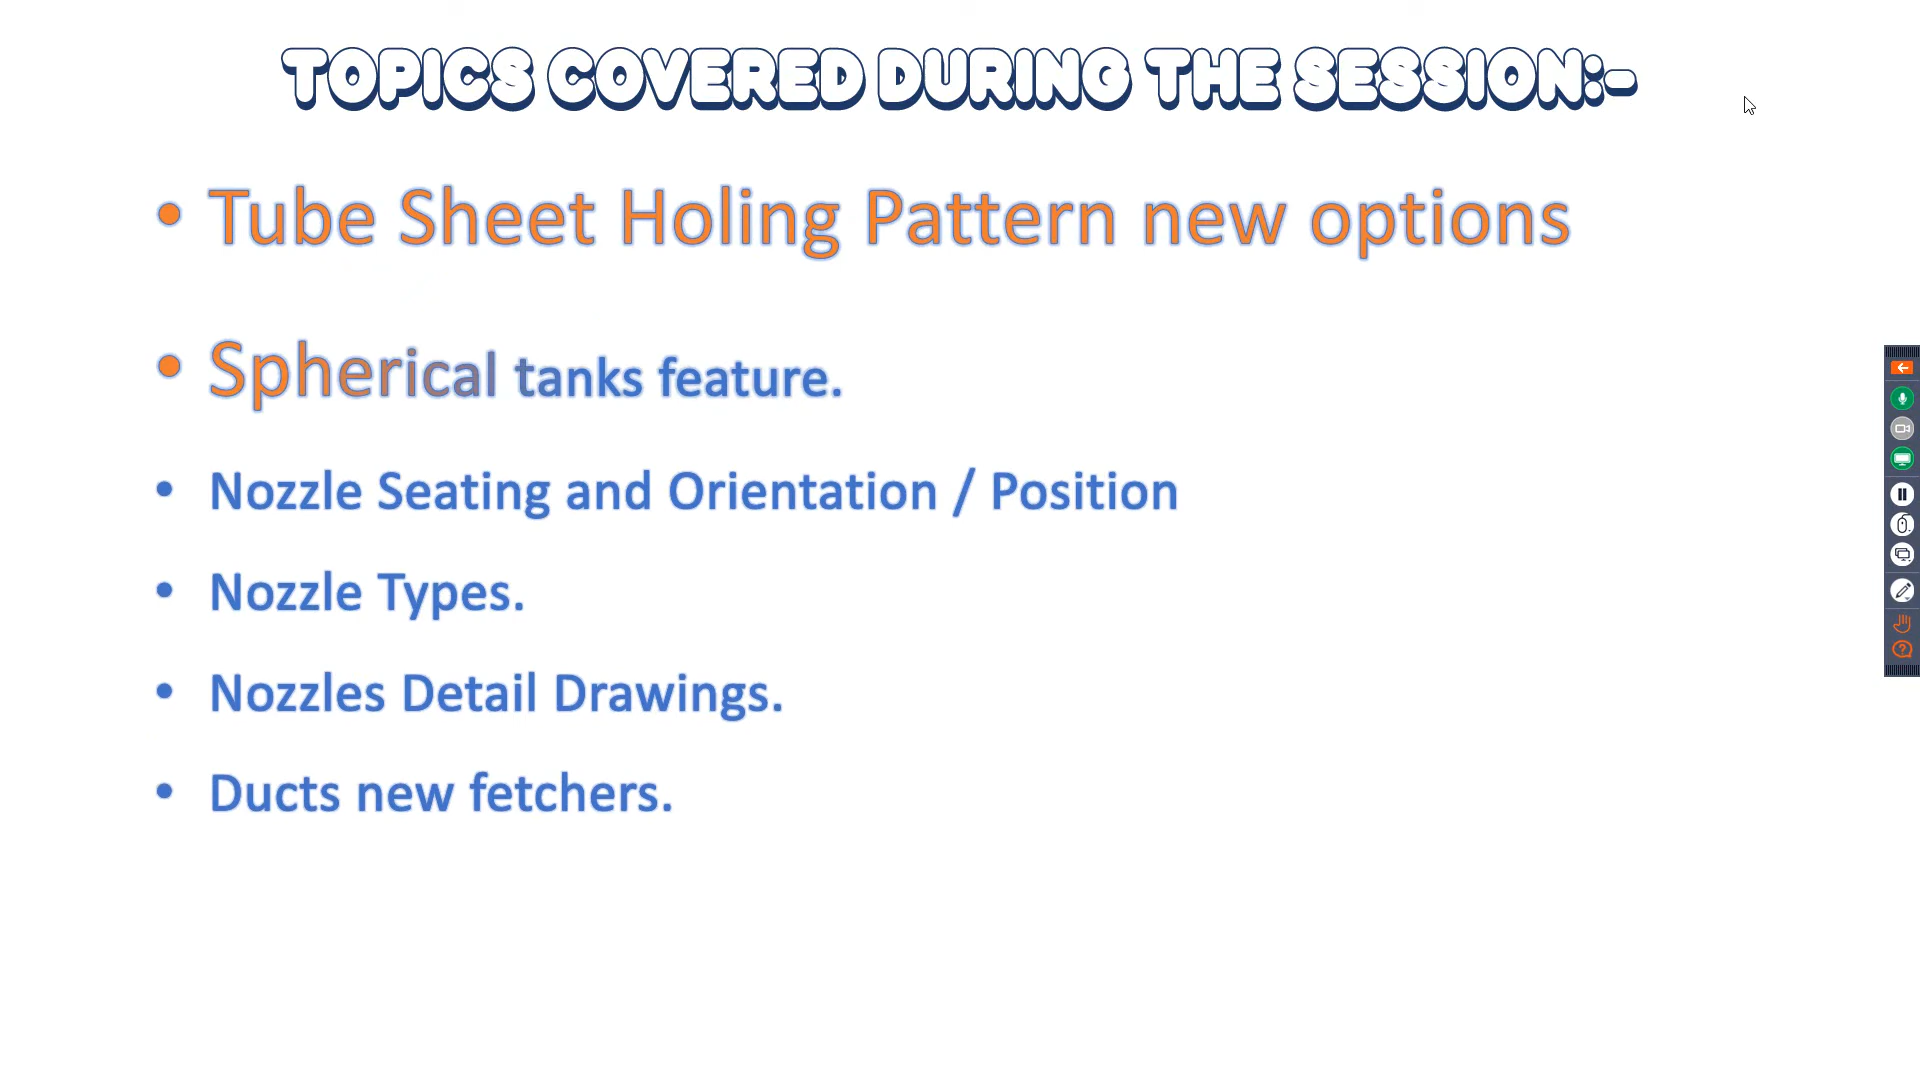 TOPICS COVERED DURING THE SESSION:-
• Tube Sheet Holing Pattern new options
• Spherical tanks feature.
• Nozzle Seating and Orientation / Position
• Nozzle Types.
• Nozzles Detail Drawings.
• Ducts new fetchers.